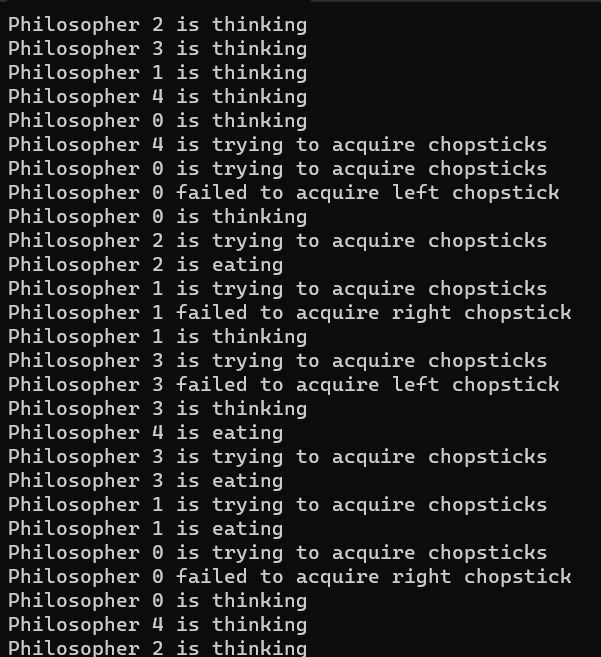 Philosopher 2 is thinking
Philosopher 3 is thinking
Philosopher 1 is thinking
Philosopher 4 is thinking
Philosopher 0 is thinking
Philosopher 4 is trying to acquire chopsticks
Philosopher 0 is trying to acquire chopsticks
Philosopher 0 failed to acquire left chopstick
Philosopher 0 is thinking
Philosopher 2 is trying to acquire chopsticks
Philosopher 2 is eating
Philosopher 1 is trying to acquire chopsticks
Philosopher 1 failed to acquire right chopstick
Philosopher 1 is thinking
Philosopher 3 is trying to acquire chopsticks
Philosopher 3 failed to acquire left chopstick
Philosopher 3 is thinking
Philosopher 4 is eating
Philosopher 3 is trying to acquire chopsticks
Philosopher 3 is eating
Philosopher 1 is trying to acquire chopsticks
Philosopher 1 is eating
Philosopher 0 is trying to acquire chopsticks
Philosopher 0 failed to acquire right chopstick
Philosopher 0 is thinking
Philosopher 4 is thinking
Philosopher 2 is thinking